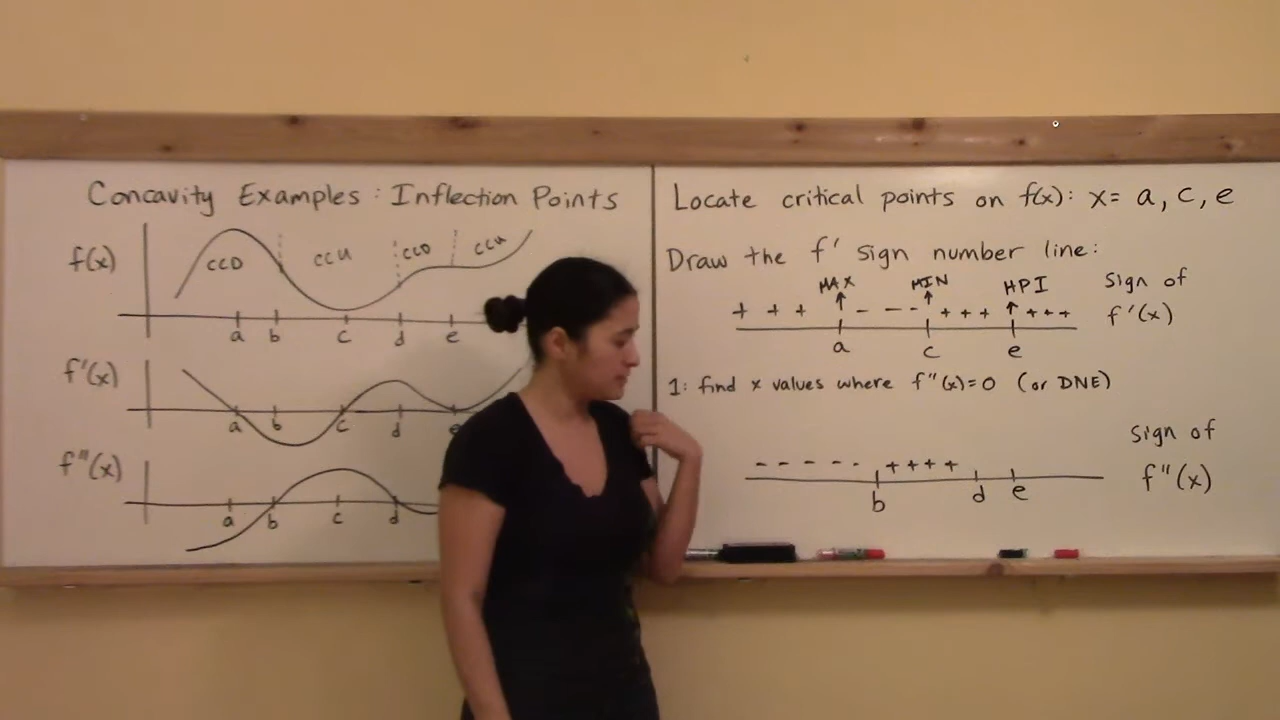 Concavity Examples: Inflection Points
f(x)
CCD
CCU
CCD
CCU
a b c d e
f'(x)
a b c d e
f"(x)
a b c d
Locate critical points on f(x): x= a, c, e
Draw the f' sign number line:
MAX MIN HPI
sign of
+ + + - - - + + + + + + f'(x)
a c e
1: find x values where f"(x)=0 (or DNE)
sign of
- - - - - + + + +
f"(x)
b d e